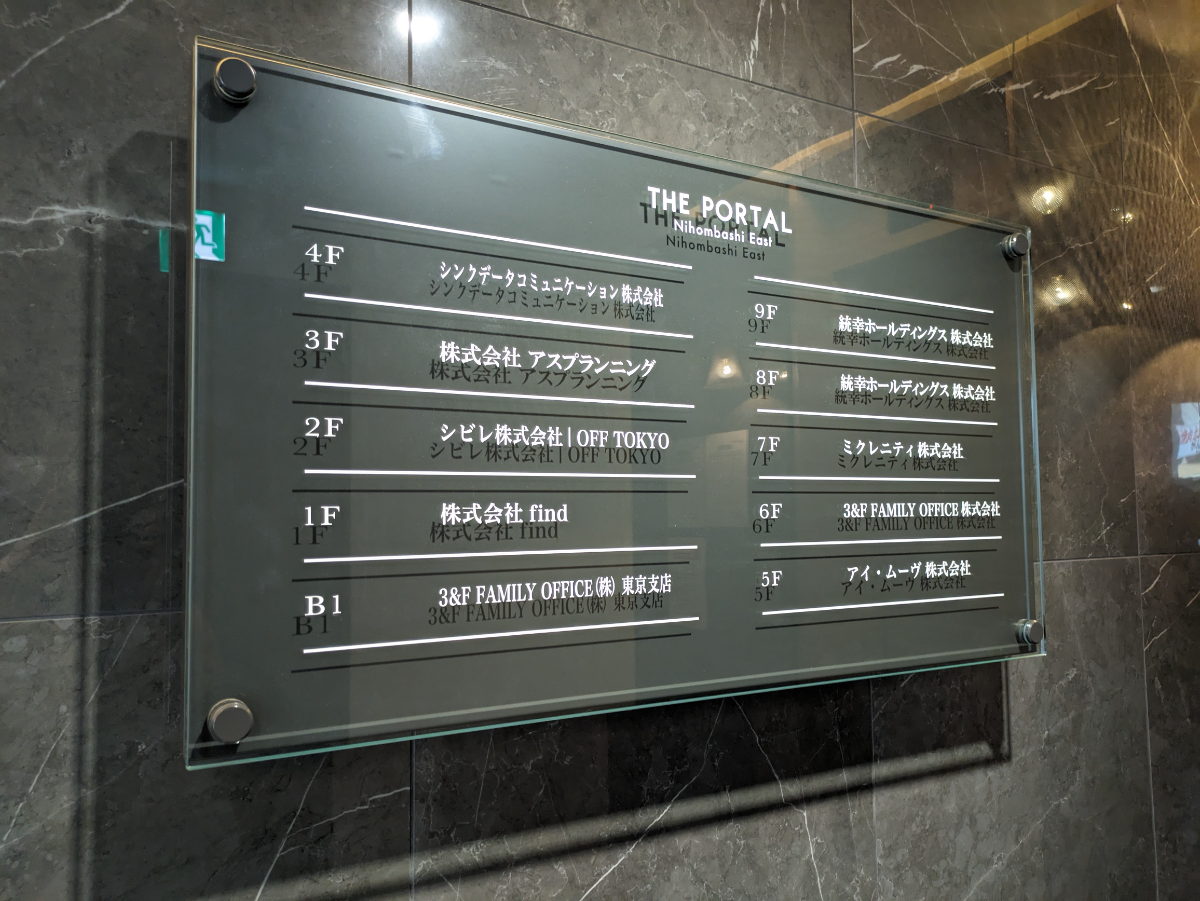 THE PORTAL
Nihombashi East
4F シンクデータコミュニケーション 株式会社
3F 株式会社 アスプランニング
2F シビレ株式会社 | OFF TOKYO
1F 株式会社 find
B1 3&F FAMILY OFFICE(株) 東京支店
9F 統幸ホールディングス 株式会社
8F 統幸ホールディングス 株式会社
7F ミクレニティ 株式会社
6F 3&F FAMILY OFFICE 株式会社
5F アイ・ムーヴ 株式会社